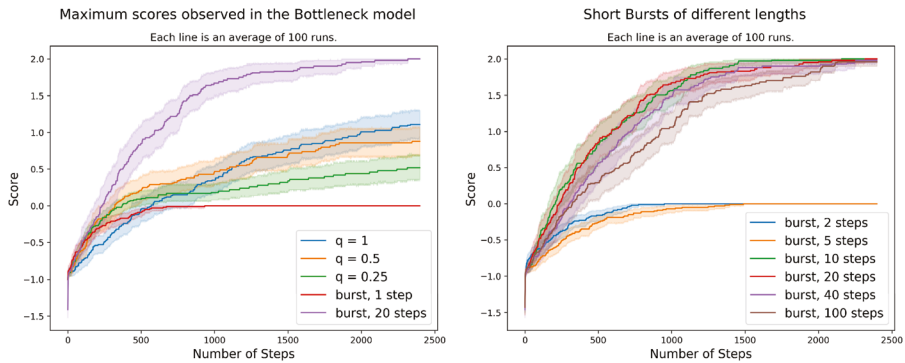 Maximum scores observed in the Bottleneck model
Each line is an average of 100 runs.
2.0
1.5
1.0
0.5
0.0
-0.5
-1.0
-1.5
Score
0
500
1000
1500
2000
2500
Number of Steps
q = 1
q = 0.5
q = 0.25
burst, 1 step
burst, 20 steps
Short Bursts of different lengths
Each line is an average of 100 runs.
2.0
1.5
1.0
0.5
0.0
-0.5
-1.0
-1.5
Score
0
500
1000
1500
2000
2500
Number of Steps
burst, 2 steps
burst, 5 steps
burst, 10 steps
burst, 20 steps
burst, 40 steps
burst, 100 steps